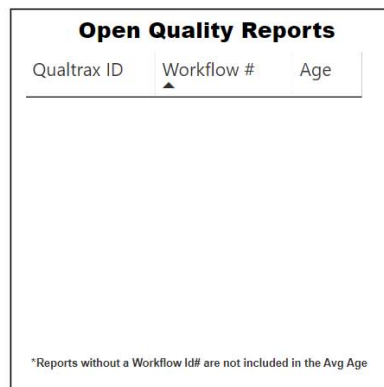 Open Quality Reports
Qualtrax ID Workflow # Age
*Reports without a Workflow Id# are not included in the Avg Age